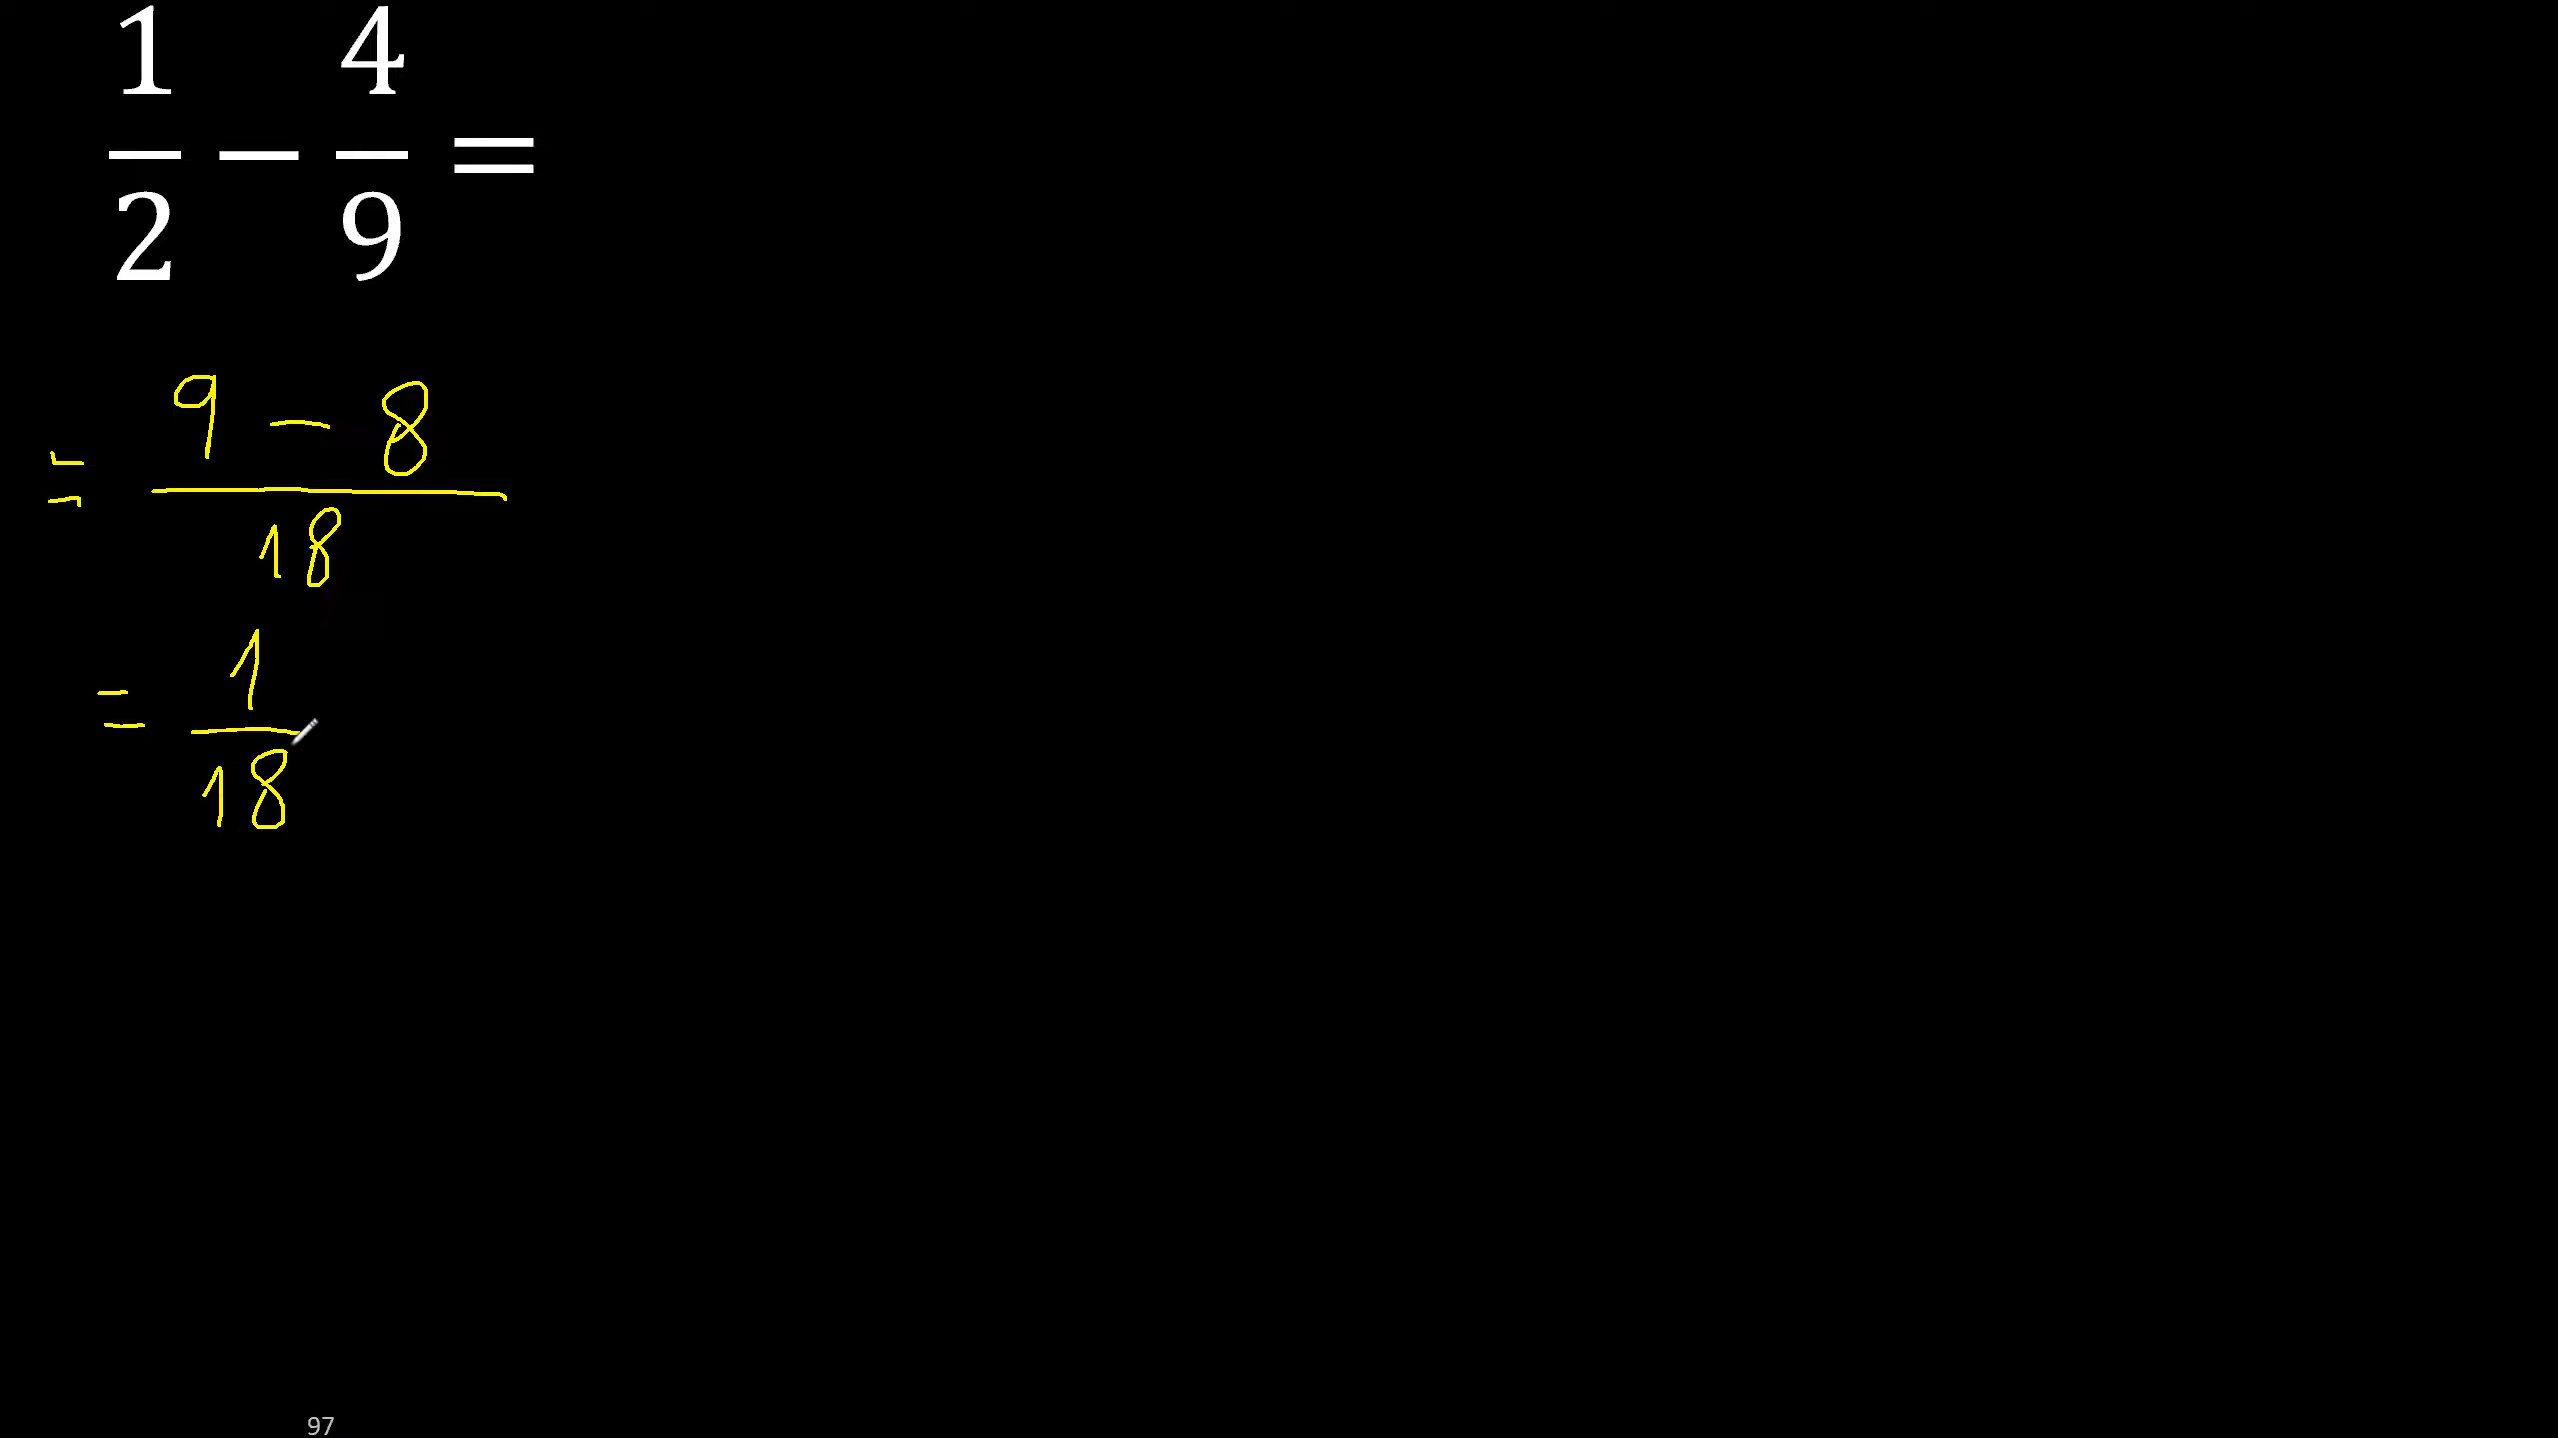 1/2 − 4/9 =
= 9 − 8 / 18
= 1/18
97